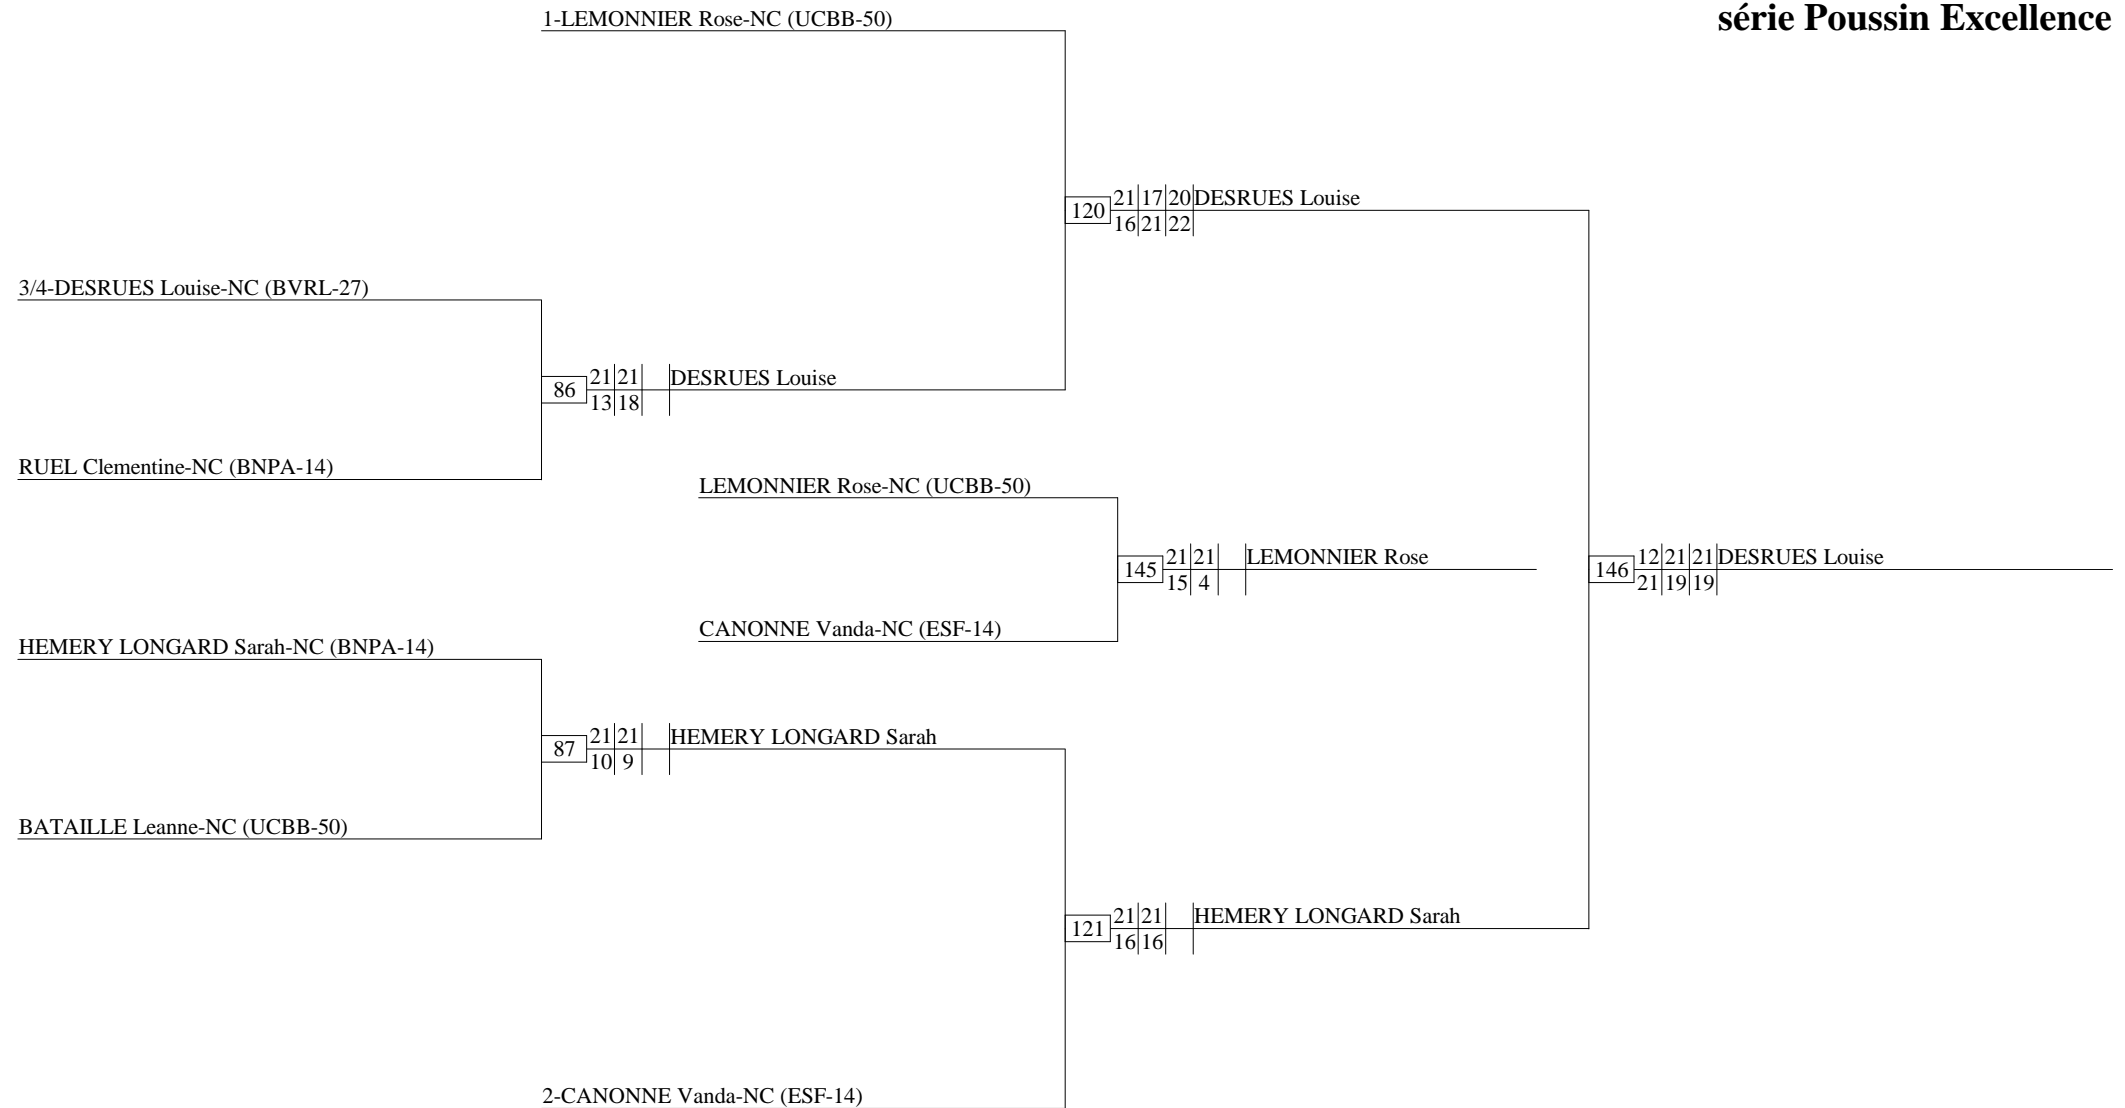 série Poussin Excellence
1-LEMONNIER Rose-NC (UCBB-50)
120 21 17 20 DESRUES Louise
16 21 22
3/4-DESRUES Louise-NC (BVRL-27)
86 21 21 DESRUES Louise
13 18
RUEL Clementine-NC (BNPA-14)
LEMONNIER Rose-NC (UCBB-50)
145 21 21 LEMONNIER Rose
15 4
146 12 21 21 DESRUES Louise
21 19 19
CANONNE Vanda-NC (ESF-14)
HEMERY LONGARD Sarah-NC (BNPA-14)
87 21 21 HEMERY LONGARD Sarah
10 9
BATAILLE Leanne-NC (UCBB-50)
121 21 21 HEMERY LONGARD Sarah
16 16
2-CANONNE Vanda-NC (ESF-14)